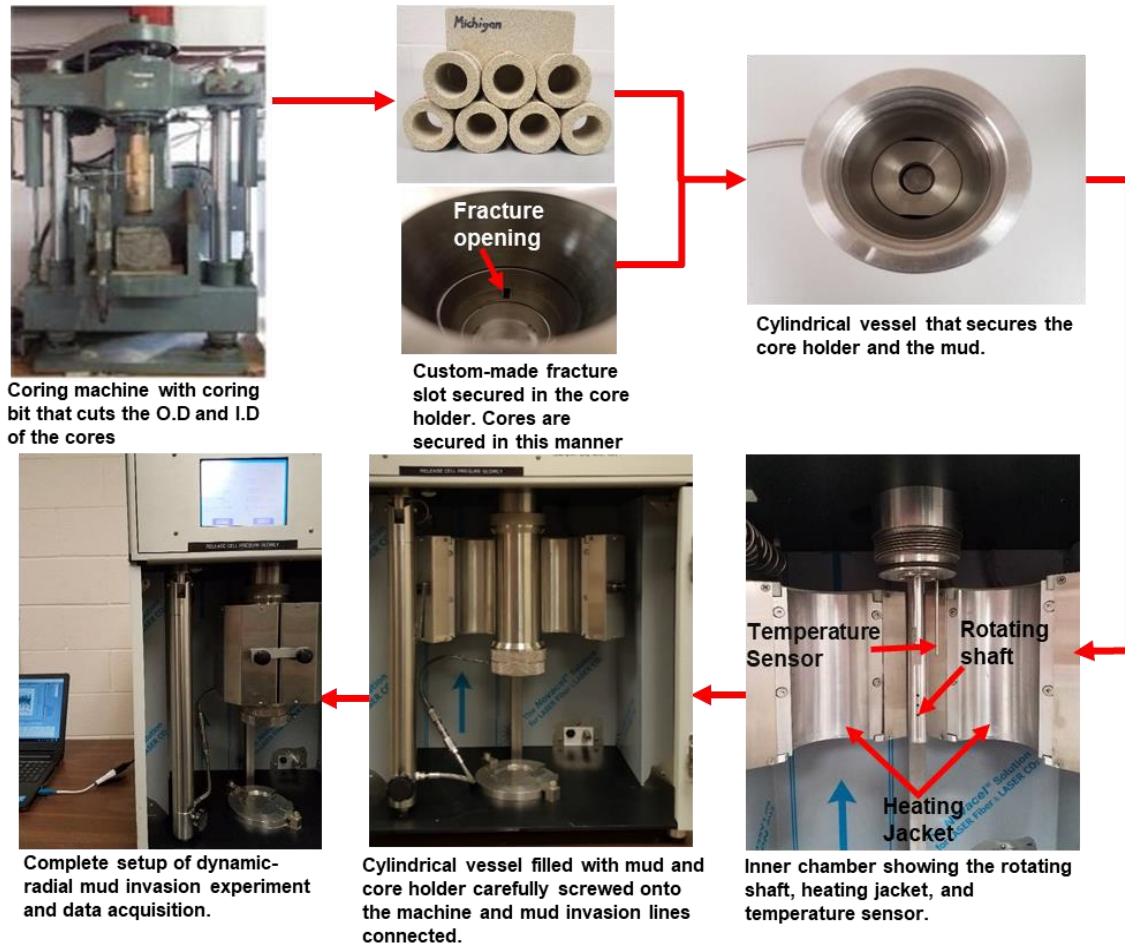 Michigan
Fracture
opening
Coring machine with coring
bit that cuts the O.D and I.D
of the cores
Custom-made fracture
slot secured in the core
holder. Cores are
secured in this manner
Cylindrical vessel that secures the
core holder and the mud.
RELEASE CELL PRESSURE SLOWLY
RELEASE CELL PRESSURE SLOWLY
Temperature
Sensor
Rotating
shaft
Heating
Jacket
Complete setup of dynamic-
radial mud invasion experiment
and data acquisition.
Cylindrical vessel filled with mud and
core holder carefully screwed onto
the machine and mud invasion lines
connected.
Inner chamber showing the rotating
shaft, heating jacket, and
temperature sensor.